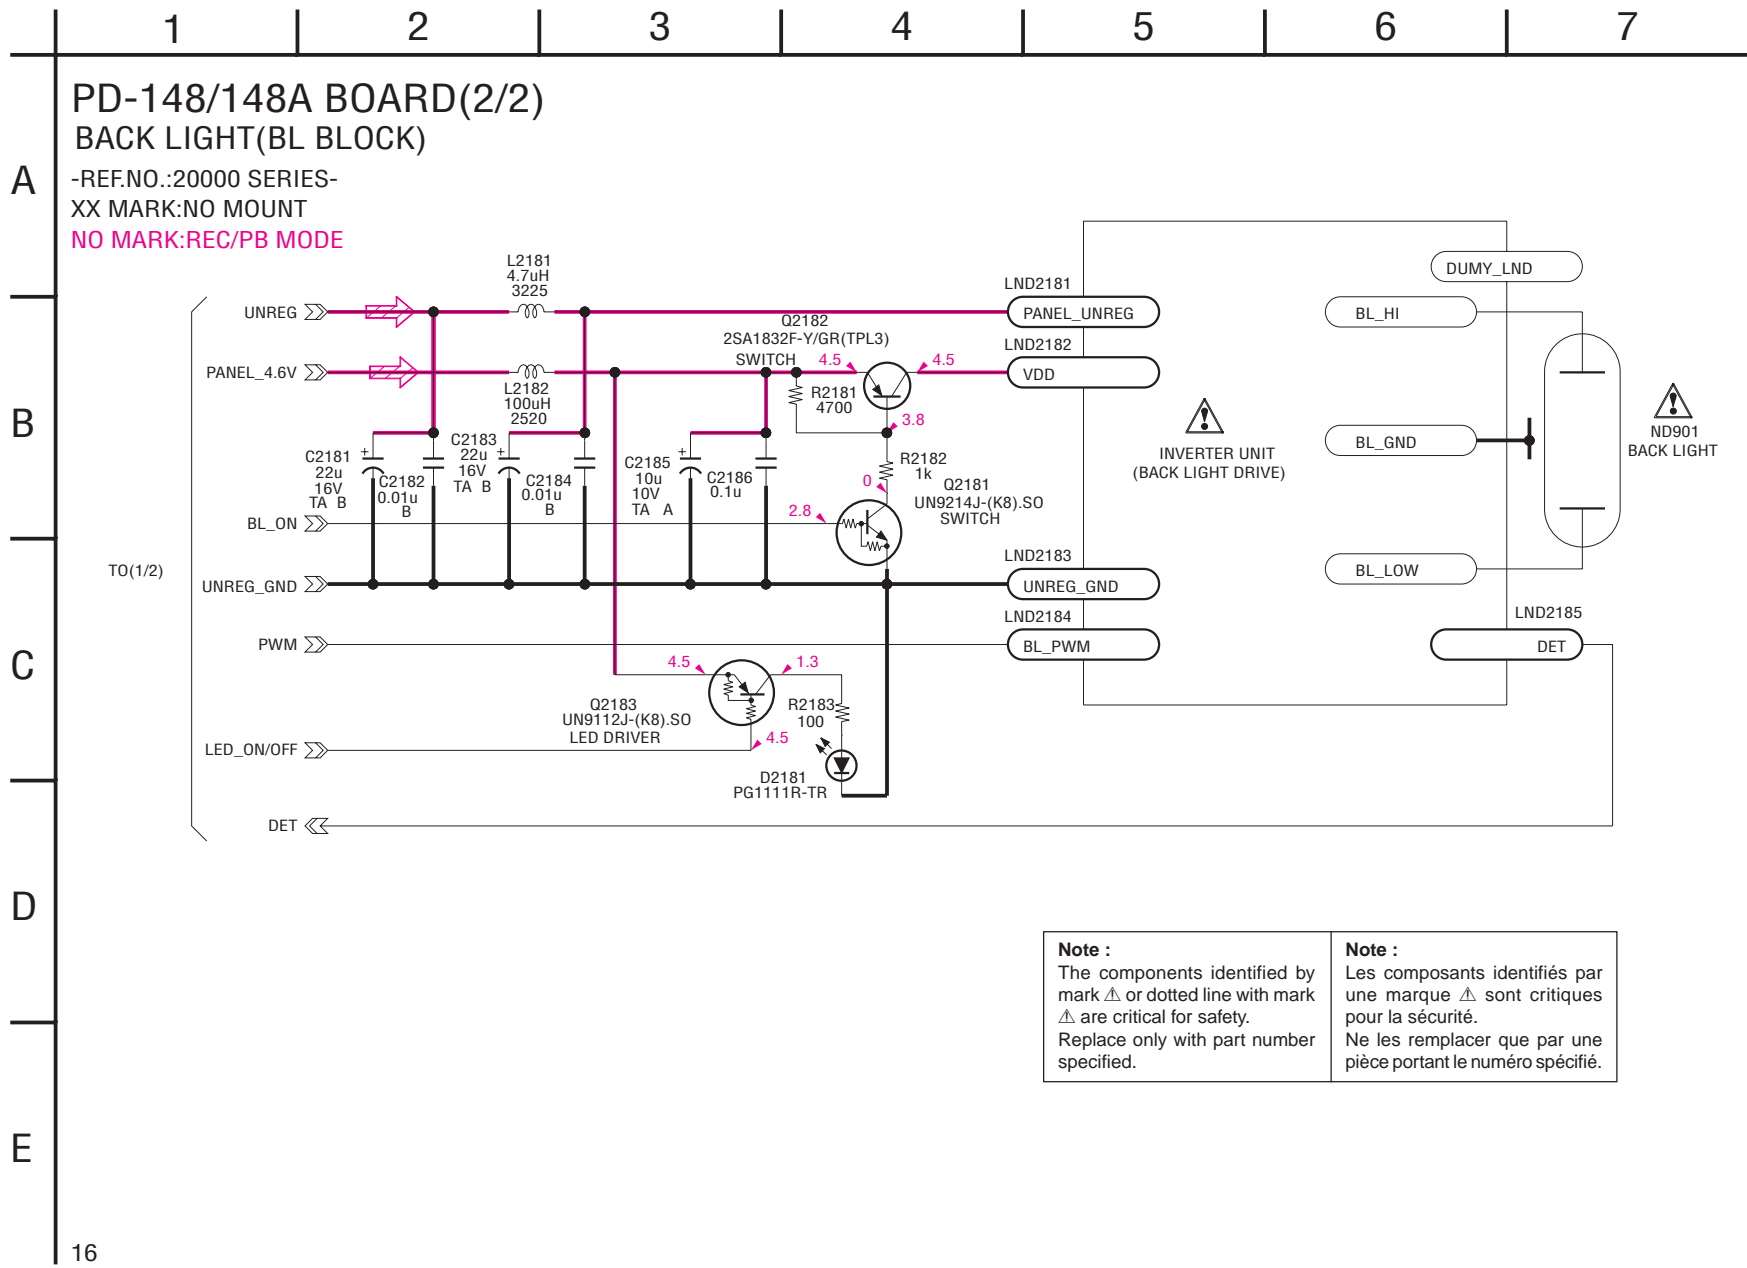 1 2 3 4 5 6 7
A
B
C
D
E
PD-148/148A BOARD(2/2)
BACK LIGHT(BL BLOCK)
-REF.NO.:20000 SERIES-
XX MARK:NO MOUNT
NO MARK:REC/PB MODE
TO(1/2)
UNREG
PANEL_4.6V
BL_ON
UNREG_GND
PWM
LED_ON/OFF
DET
L2181
4.7uH
3225
L2182
100uH
2520
C2181
22u
16V
TA B
C2182
0.01u
B
C2183
22u
16V
TA B
C2184
0.01u
B
C2185
10u
10V
TA A
C2186
0.1u
Q2182
2SA1832F-Y/GR(TPL3)
SWITCH
4.5
4.5
R2181
4700
3.8
R2182
1k
0
Q2181
UN9214J-(K8).SO
SWITCH
2.8
4.5
1.3
Q2183
UN9112J-(K8).SO
LED DRIVER
4.5
R2183
100
D2181
PG1111R-TR
LND2181
PANEL_UNREG
LND2182
VDD
LND2183
UNREG_GND
LND2184
BL_PWM
INVERTER UNIT
(BACK LIGHT DRIVE)
DUMY_LND
BL_HI
BL_GND
BL_LOW
LND2185
DET
ND901
BACK LIGHT
Note :
The components identified by
mark ⚠ or dotted line with mark
⚠ are critical for safety.
Replace only with part number
specified.
Note :
Les composants identifiés par
une marque ⚠ sont critiques
pour la sécurité.
Ne les remplacer que par une
pièce portant le numéro spécifié.
16